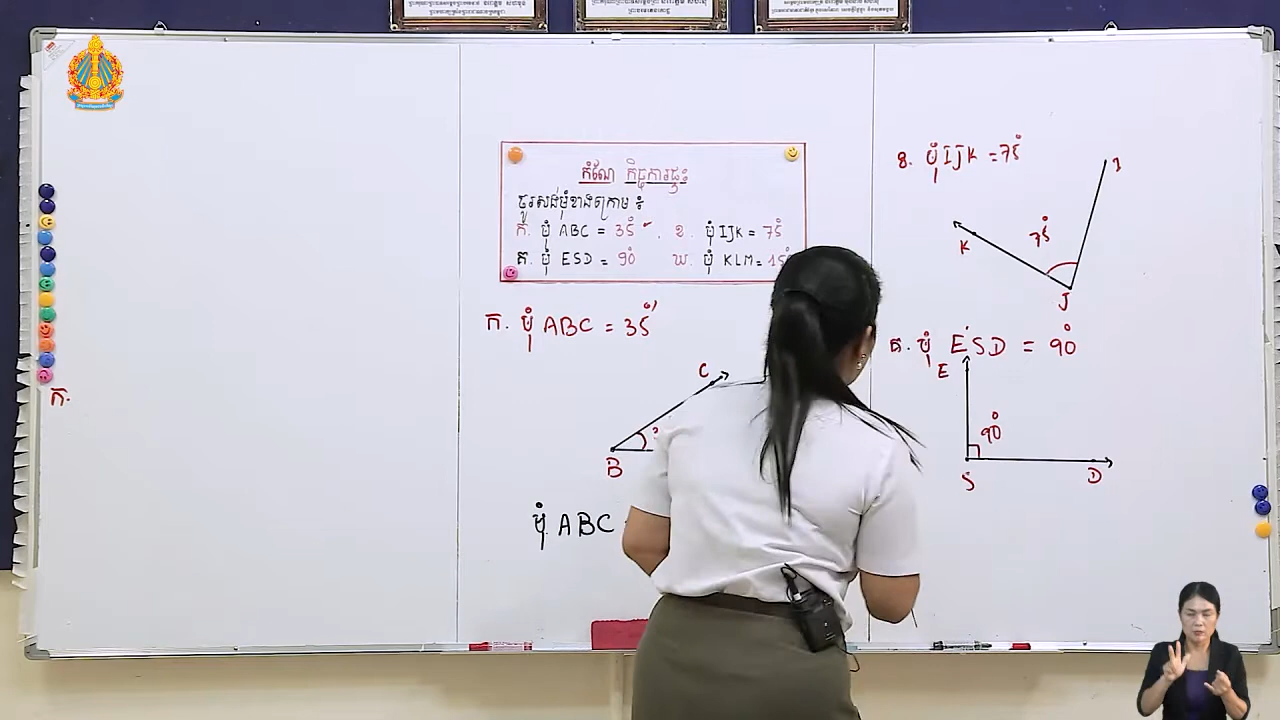 កំណែ កិច្ចការផ្ទះ
ចូរសង់មុំខាងក្រោម ៖
ក. មុំ ABC = 35° . ខ. មុំ IJK = 75°
គ. មុំ ESD = 90° ឃ. មុំ KLM =
ក. មុំ ABC = 35°
C
B
មុំ ABC
ក.
ខ. មុំ IJK = 75°
I
K
75°
J
គ. មុំ ESD = 90°
E
90°
S
D